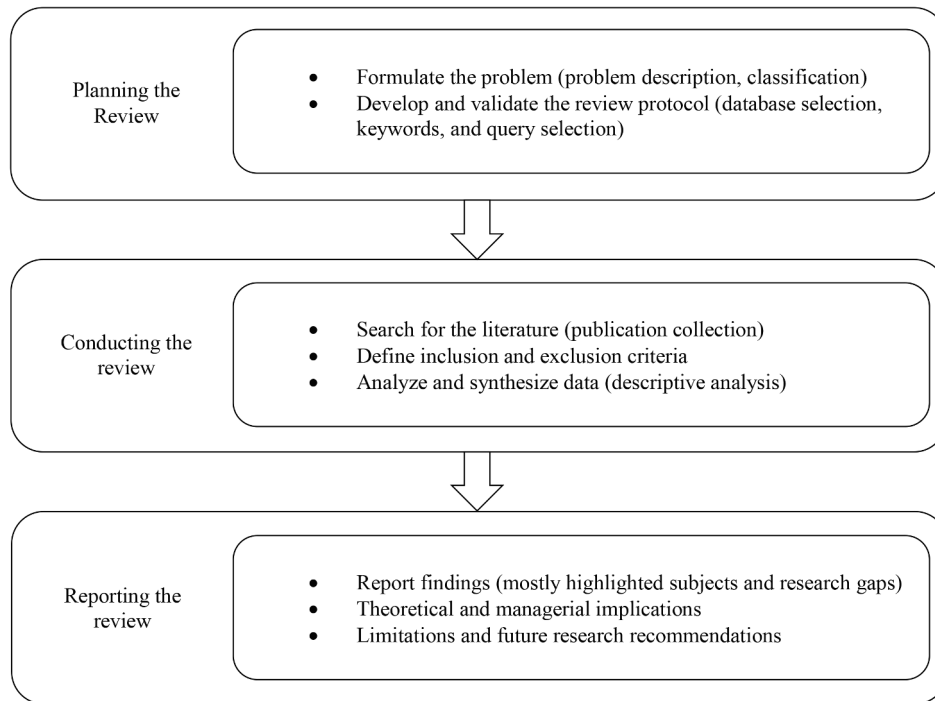 Planning the
Review
• Formulate the problem (problem description, classification)
• Develop and validate the review protocol (database selection,
keywords, and query selection)
Conducting the
review
• Search for the literature (publication collection)
• Define inclusion and exclusion criteria
• Analyze and synthesize data (descriptive analysis)
Reporting the
review
• Report findings (mostly highlighted subjects and research gaps)
• Theoretical and managerial implications
• Limitations and future research recommendations